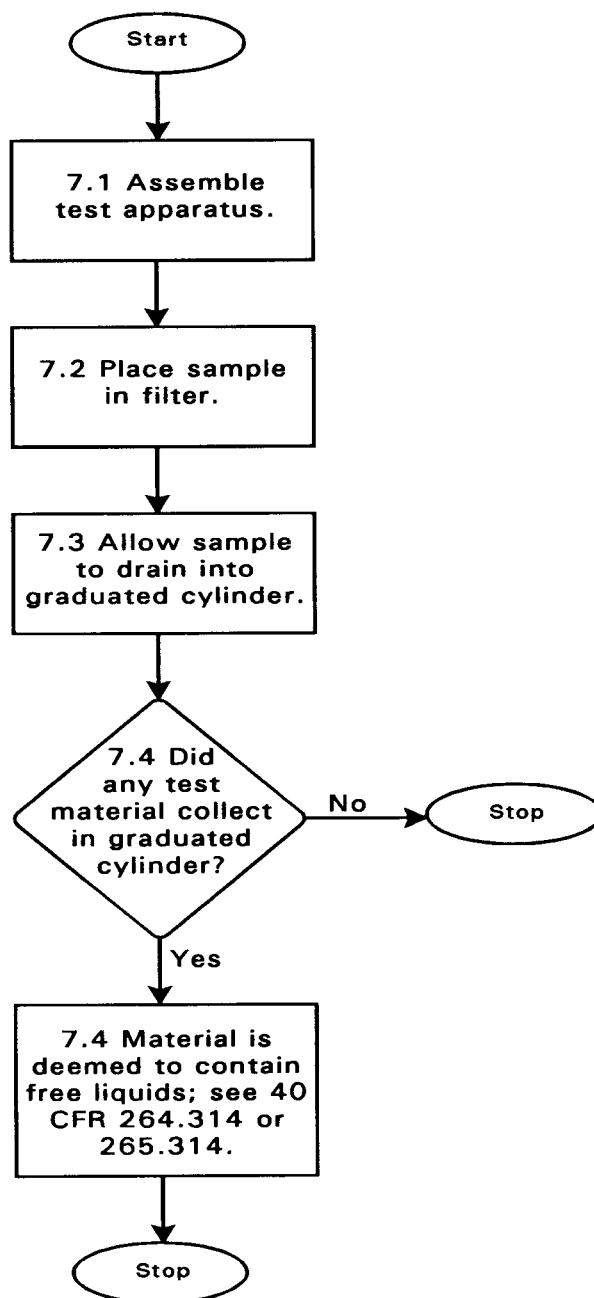 Start
7.1 Assemble
test apparatus.
7.2 Place sample
in filter.
7.3 Allow sample
to drain into
graduated cylinder.
7.4 Did
any test
material collect
in graduated
cylinder?
No
Stop
Yes
7.4 Material is
deemed to contain
free liquids; see 40
CFR 264.314 or
265.314.
Stop